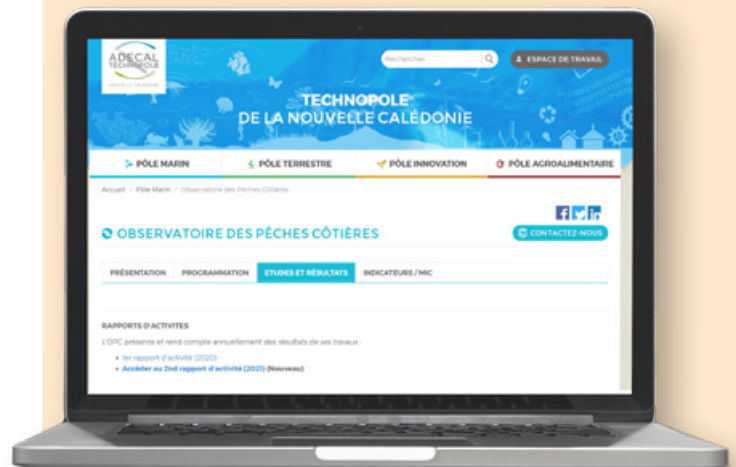 ADECAL
TECHNOPOLE
NOUVELLE CALÉDONIE
Rechercher
ESPACE DE TRAVAIL
TECHNOPOLE
DE LA NOUVELLE CALÉDONIE
PÔLE MARIN
PÔLE TERRESTRE
PÔLE INNOVATION
PÔLE AGROALIMENTAIRE
Accueil / Pôle Marin / Observatoire des Pêches Côtières
OBSERVATOIRE DES PÊCHES CÔTIÈRES
CONTACTEZ-NOUS
PRÉSENTATION
PROGRAMMATION
ETUDES ET RÉSULTATS
INDICATEURS / MIC
RAPPORTS D'ACTIVITES
L'OPC présente et rend compte annuellement des résultats de ses travaux :
• 1er rapport d'activité (2020)
• Accéder au 2nd rapport d'activité (2021) (Nouveau)